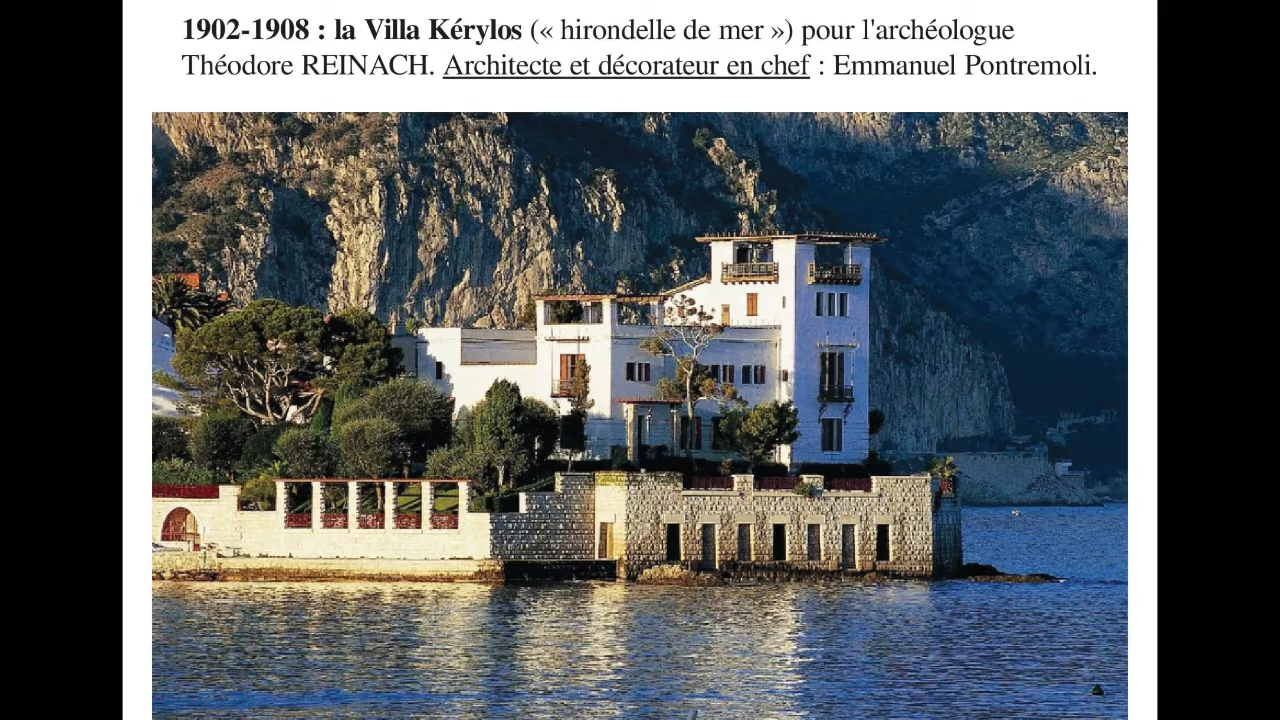 1902-1908 : la Villa Kérylos (« hirondelle de mer ») pour l'archéologue
Théodore REINACH. Architecte et décorateur en chef : Emmanuel Pontremoli.